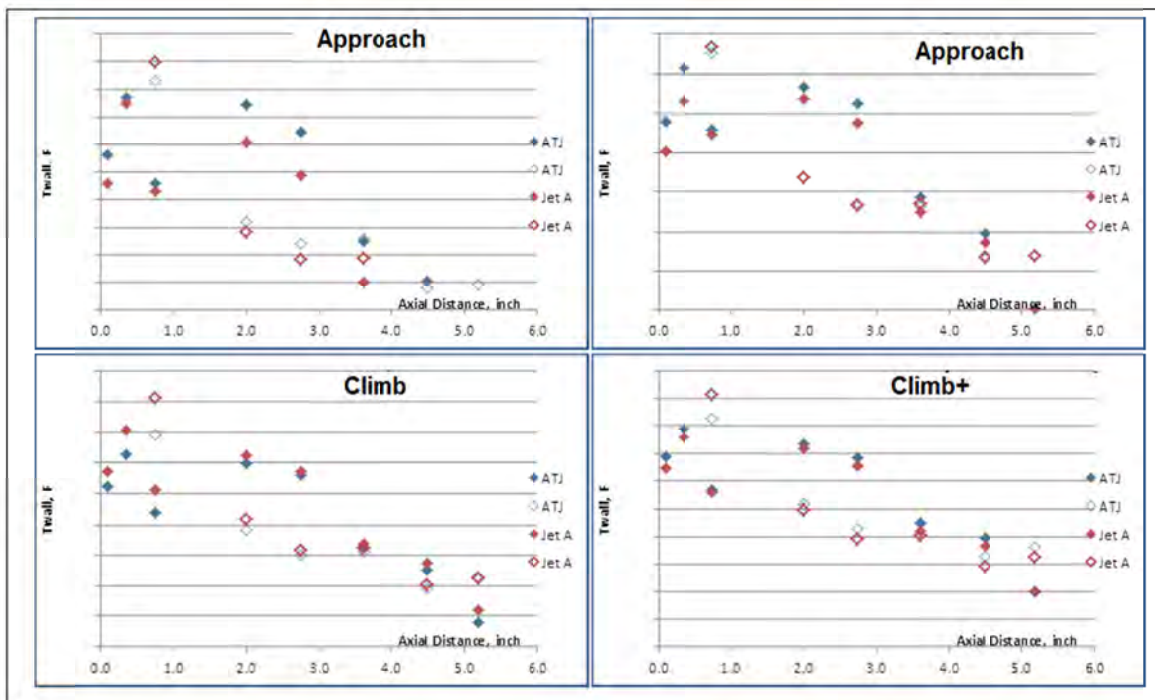 Approach
Twall, F
ATJ
ATJ
Jet A
Jet A
Axial Distance, inch
0.0 1.0 2.0 3.0 4.0 5.0 6.0
Approach
Twall, F
ATJ
ATJ
Jet A
Jet A
Axial Distance, inch
0.0 1.0 2.0 3.0 4.0 5.0 6.0
Climb
Twall, F
ATJ
ATJ
Jet A
Jet A
Axial Distance, inch
0.0 1.0 2.0 3.0 4.0 5.0 6.0
Climb+
Twall, F
ATJ
ATJ
Jet A
Jet A
Axial Distance, inch
0.0 1.0 2.0 3.0 4.0 5.0 6.0